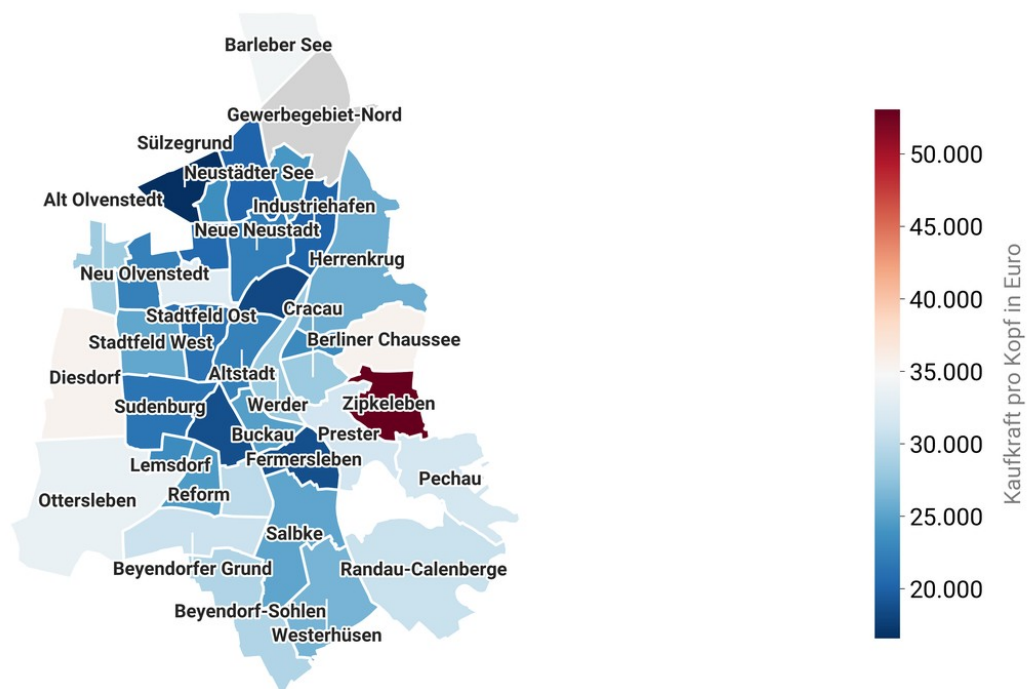 Barleber See
Gewerbegebiet-Nord
Sülzegrund
Neustädter See
Alt Olvenstedt
Industriehafen
Neue Neustadt
Herrenkrug
Neu Olvenstedt
Cracau
Stadtfeld Ost
Berliner Chaussee
Stadtfeld West
Altstadt
Diesdorf
Zipkeleben
Sudenburg
Werder
Buckau
Prester
Fermersleben
Lemsdorf
Pechau
Reform
Ottersleben
Salbke
Beyendorfer Grund
Randau-Calenberge
Beyendorf-Sohlen
Westerhüsen
50.000
45.000
40.000
35.000
30.000
25.000
20.000
Kaufkraft pro Kopf in Euro